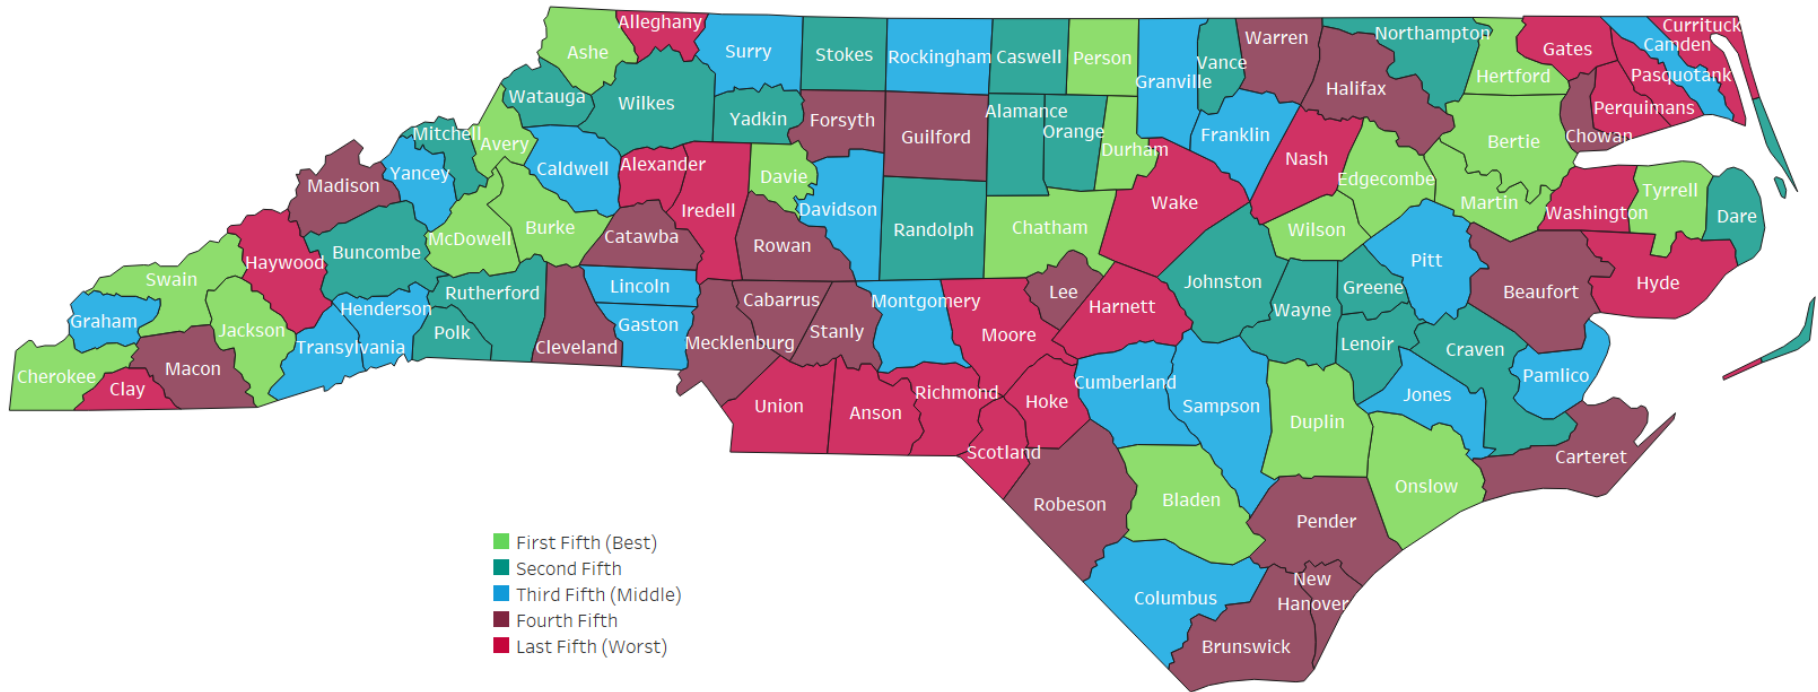 Alleghany
Ashe
Surry
Stokes
Rockingham
Caswell
Person
Granville
Vance
Warren
Northampton
Halifax
Hertford
Gates
Currituck
Camden
Pasquotank
Perquimans
Chowan
Bertie
Watauga
Wilkes
Yadkin
Forsyth
Guilford
Alamance
Orange
Durham
Franklin
Nash
Edgecombe
Martin
Washington
Tyrrell
Dare
Mitchell
Avery
Caldwell
Alexander
Iredell
Davie
Davidson
Randolph
Chatham
Wake
Wilson
Pitt
Beaufort
Hyde
Madison
Yancey
McDowell
Burke
Catawba
Rowan
Buncombe
Haywood
Swain
Graham
Jackson
Henderson
Rutherford
Lincoln
Cabarrus
Montgomery
Lee
Harnett
Johnston
Wayne
Greene
Lenoir
Craven
Pamlico
Cherokee
Clay
Macon
Transylvania
Polk
Cleveland
Gaston
Mecklenburg
Stanly
Moore
Union
Anson
Richmond
Hoke
Scotland
Cumberland
Sampson
Duplin
Jones
Onslow
Carteret
Robeson
Bladen
Pender
Columbus
New
Hanover
Brunswick
First Fifth (Best)
Second Fifth
Third Fifth (Middle)
Fourth Fifth
Last Fifth (Worst)